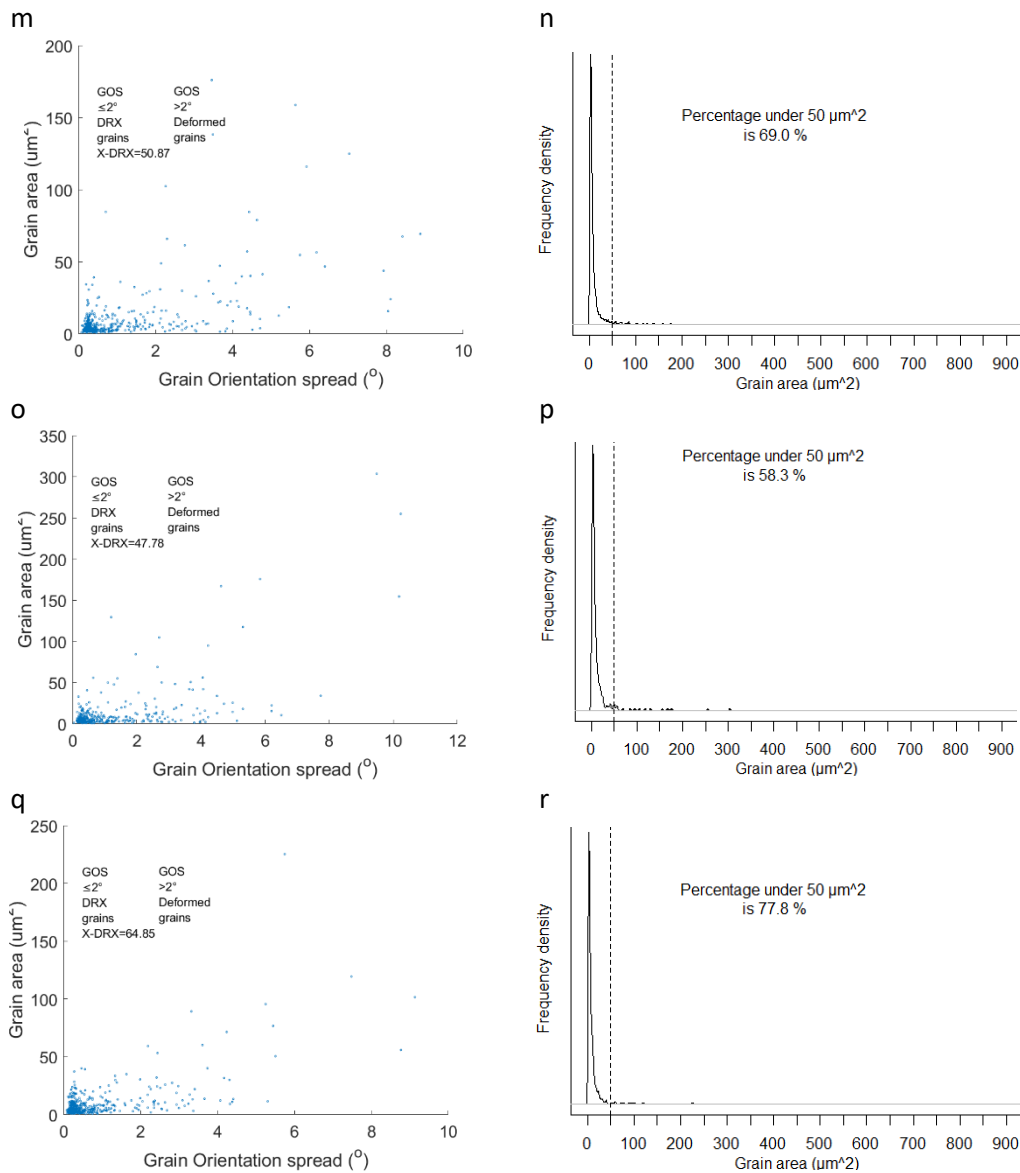 m
200
150
100
50
0
Grain area (um²)
GOS
≤2°
DRX
grains
X-DRX=50.87
GOS
>2°
Deformed
grains
0 2 4 6 8 10
Grain Orientation spread (°)
n
Frequency density
Percentage under 50 µm^2
is 69.0 %
0 100 200 300 400 500 600 700 800 900
Grain area (µm^2)
o
350
300
250
200
150
100
50
0
Grain area (um²)
GOS
≤2°
DRX
grains
X-DRX=47.78
GOS
>2°
Deformed
grains
0 2 4 6 8 10 12
Grain Orientation spread (°)
p
Frequency density
Percentage under 50 µm^2
is 58.3 %
0 100 200 300 400 500 600 700 800 900
Grain area (µm^2)
q
250
200
150
100
50
0
Grain area (um²)
GOS
≤2°
DRX
grains
X-DRX=64.85
GOS
>2°
Deformed
grains
0 2 4 6 8 10
Grain Orientation spread (°)
r
Frequency density
Percentage under 50 µm^2
is 77.8 %
0 100 200 300 400 500 600 700 800 900
Grain area (µm^2)